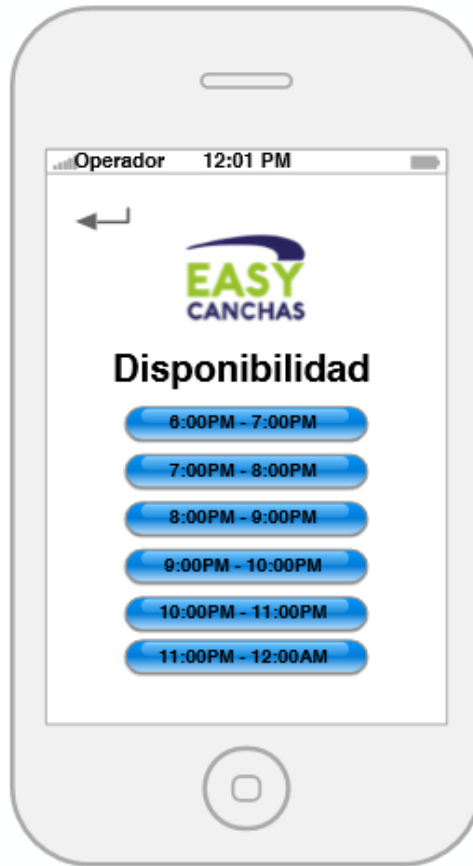 Operador 12:01 PM
EASY
CANCHAS
Disponibilidad
6:00PM - 7:00PM
7:00PM - 8:00PM
8:00PM - 9:00PM
9:00PM - 10:00PM
10:00PM - 11:00PM
11:00PM - 12:00AM